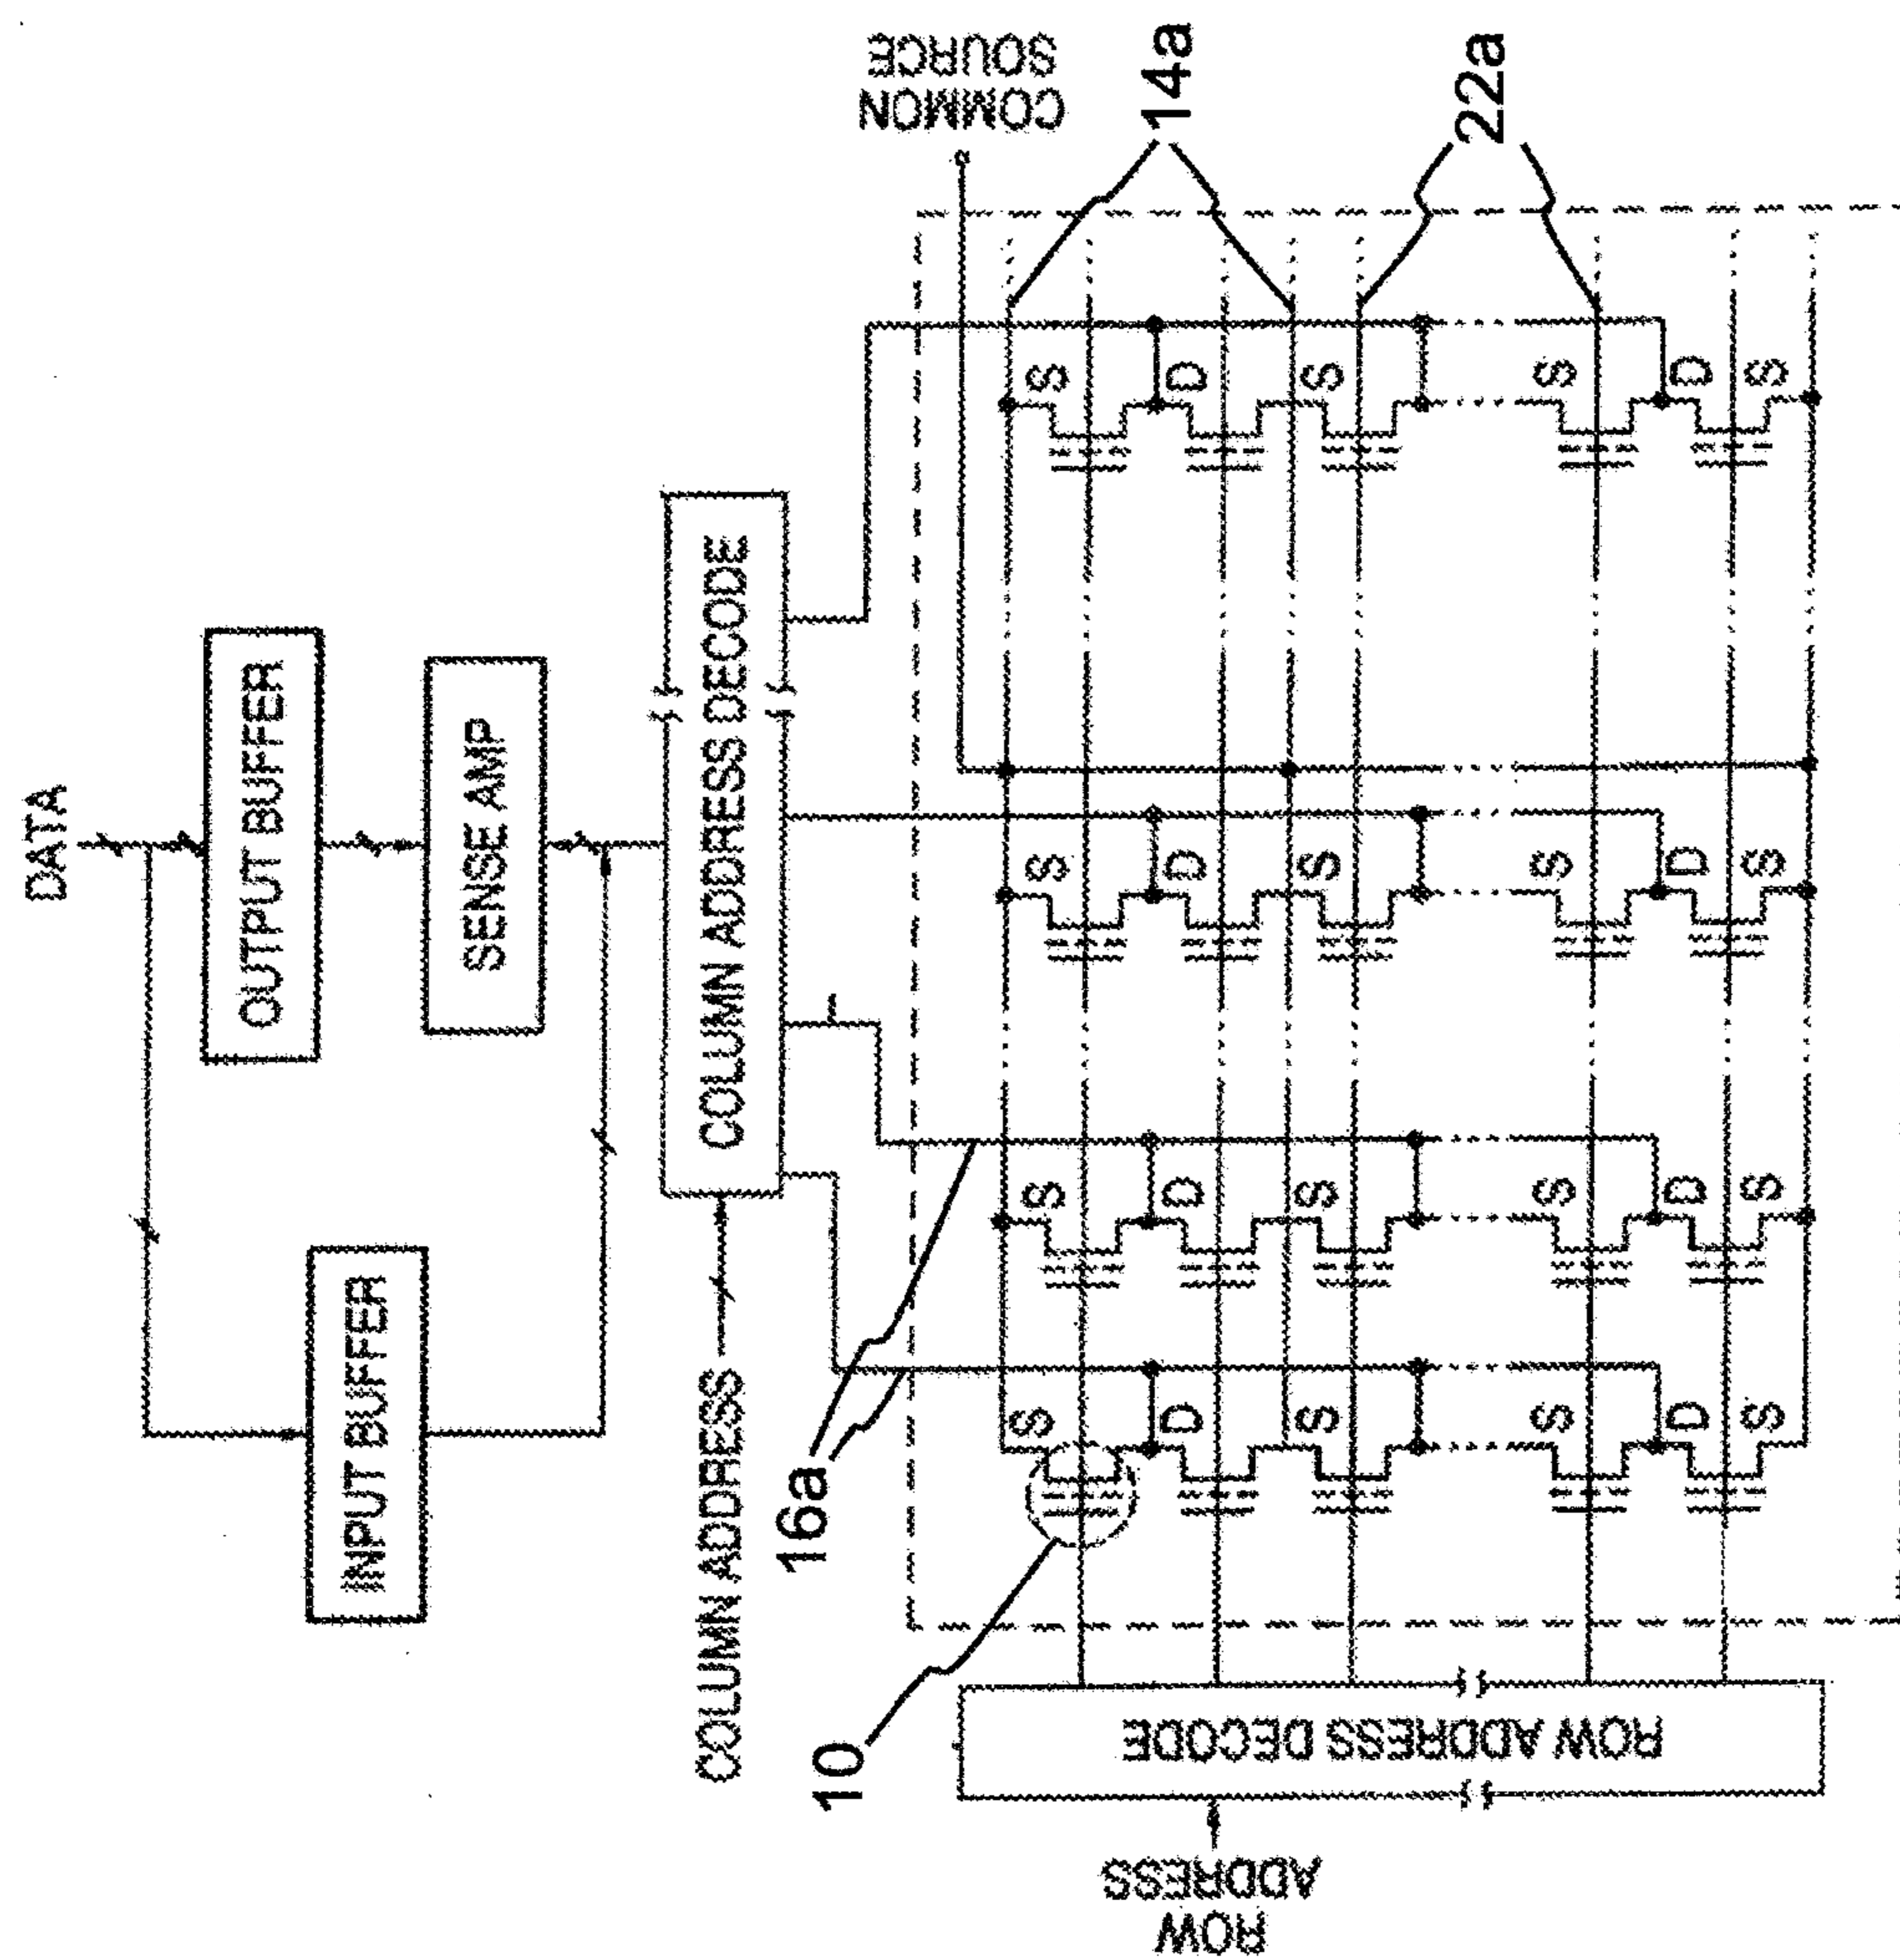 DATA
INPUT BUFFER
OUTPUT BUFFER
SENSE AMP
COLUMN ADDRESS
COLUMN ADDRESS DECODE
16a
COMMON
SOURCE
10
14a
22a
ROW
ADDRESS
ROW ADDRESS DECODE
S S S S
D D D D
S S S S
S S S S
D D D D
S S S S